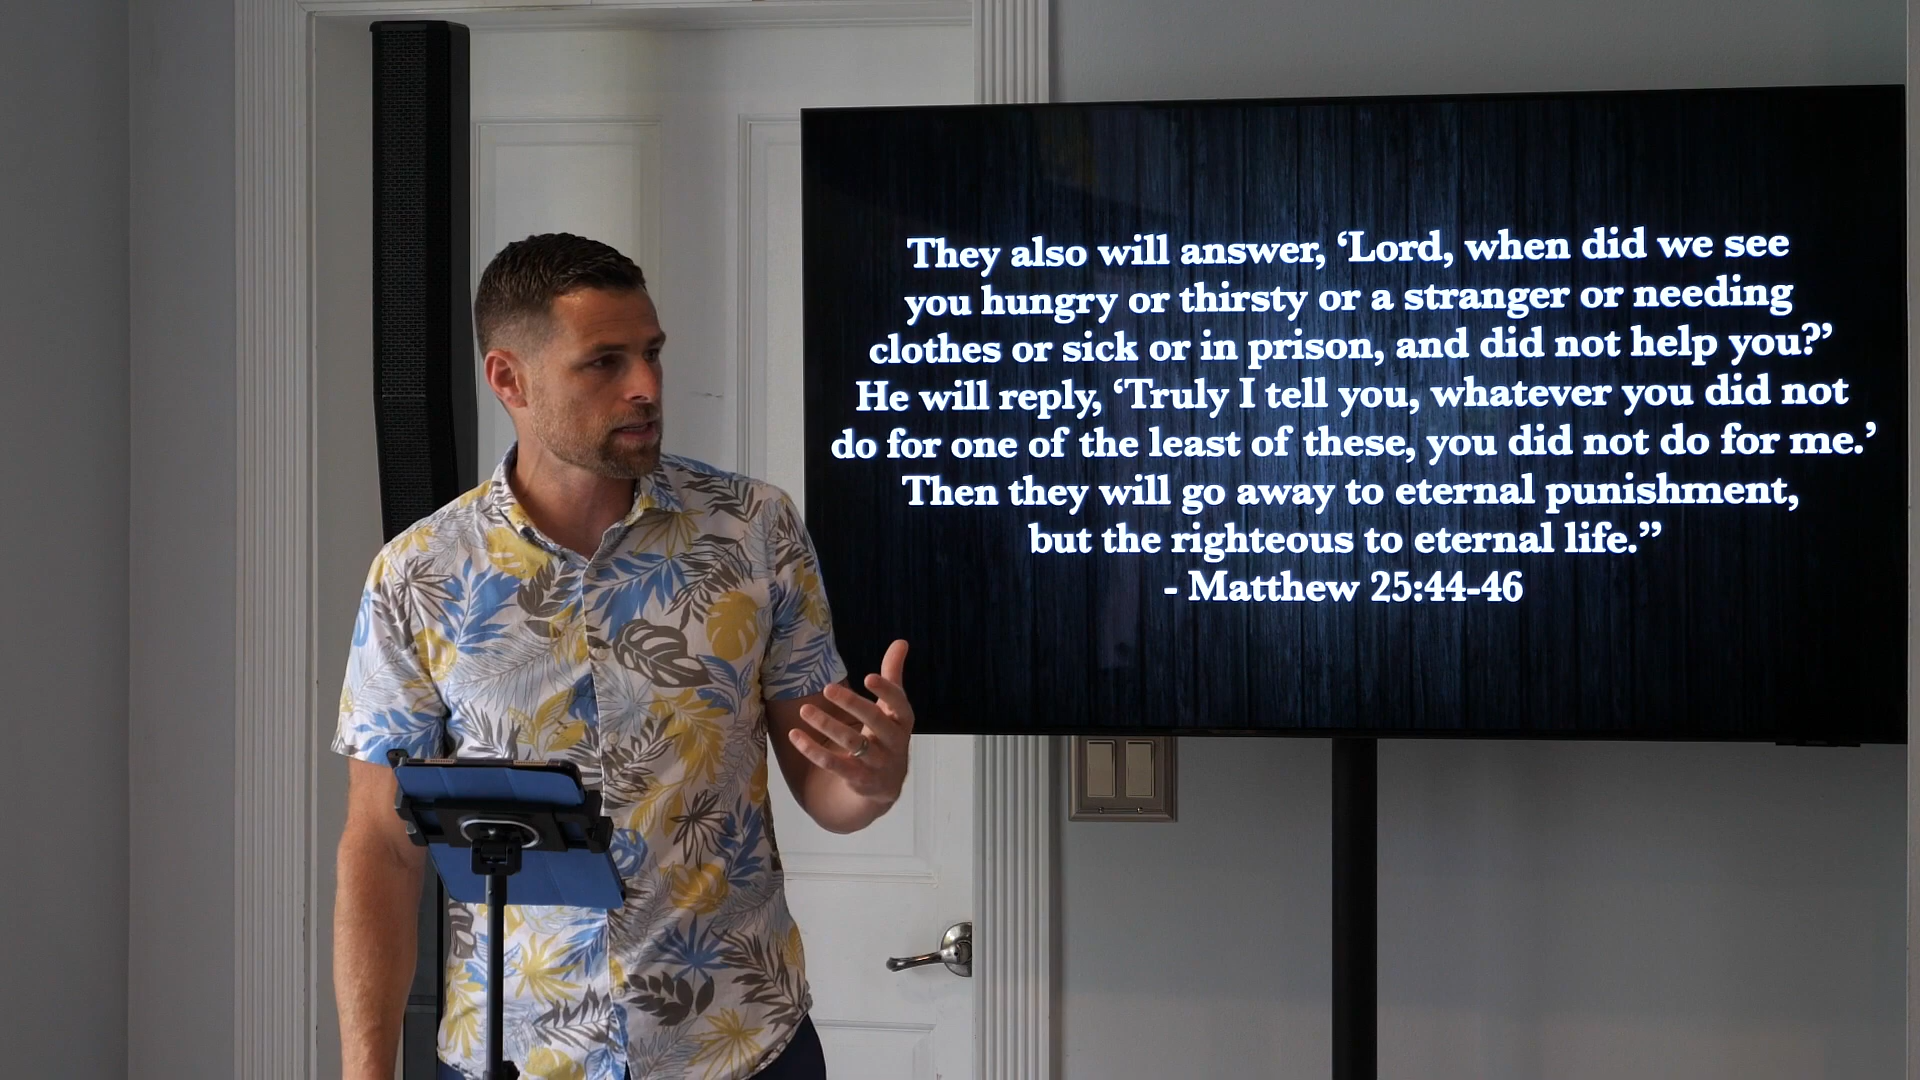 They also will answer, ‘Lord, when did we see
you hungry or thirsty or a stranger or needing
clothes or sick or in prison, and did not help you?’
He will reply, ‘Truly I tell you, whatever you did not
do for one of the least of these, you did not do for me.’
Then they will go away to eternal punishment,
but the righteous to eternal life.”
- Matthew 25:44-46